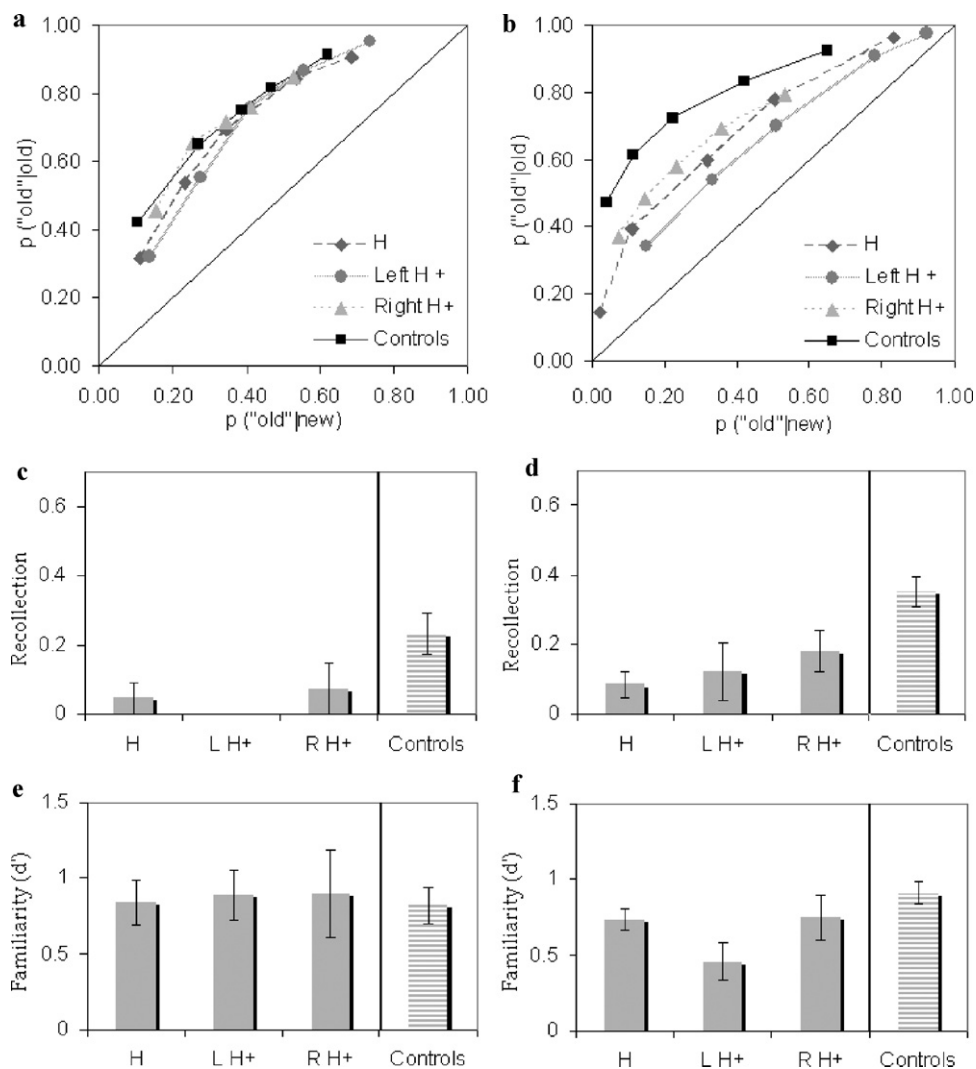 a
1.00
0.80
0.60
0.40
0.20
0.00
p ("old"|old)
H
Left H +
Right H+
Controls
0.00 0.20 0.40 0.60 0.80 1.00
p ("old"|new)
b
1.00
0.80
0.60
0.40
0.20
0.00
p ("old"|old)
H
Left H +
Right H+
Controls
0.00 0.20 0.40 0.60 0.80 1.00
p ("old"|new)
c
0.6
0.4
0.2
0
Recollection
H L H+ R H+ Controls
d
0.6
0.4
0.2
0
Recollection
H L H+ R H+ Controls
e
1.5
1
0.5
0
Familiarity (d')
H L H+ R H+ Controls
f
1.5
1
0.5
0
Familiarity (d')
H L H+ R H+ Controls